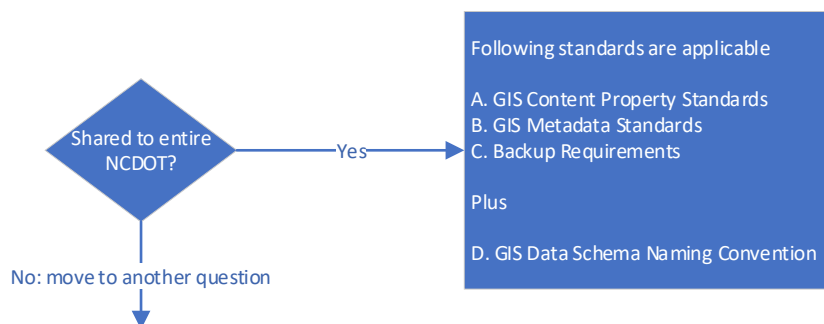 Shared to entire
NCDOT?
Yes
No: move to another question
Following standards are applicable
A. GIS Content Property Standards
B. GIS Metadata Standards
C. Backup Requirements
Plus
D. GIS Data Schema Naming Convention